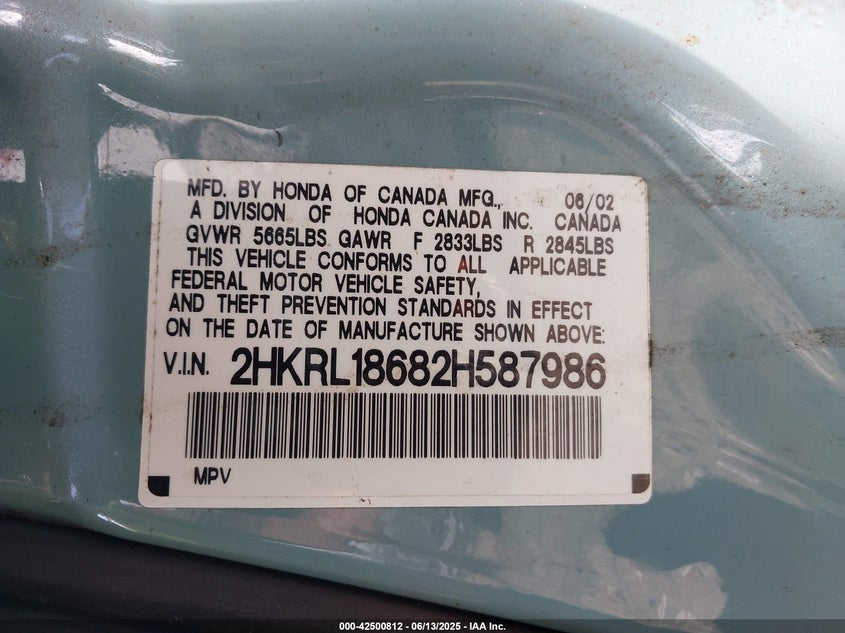 MFD. BY HONDA OF CANADA MFG., 06/02
A DIVISION OF HONDA CANADA INC. CANADA
GVWR 5665LBS GAWR F 2833LBS R 2845LBS
THIS VEHICLE CONFORMS TO ALL APPLICABLE
FEDERAL MOTOR VEHICLE SAFETY,
AND THEFT PREVENTION STANDARDS IN EFFECT
ON THE DATE OF MANUFACTURE SHOWN ABOVE:
V.I.N. 2HKRL18682H587986
MPV
000-42500812 - 06/13/2025 - IAA Inc.